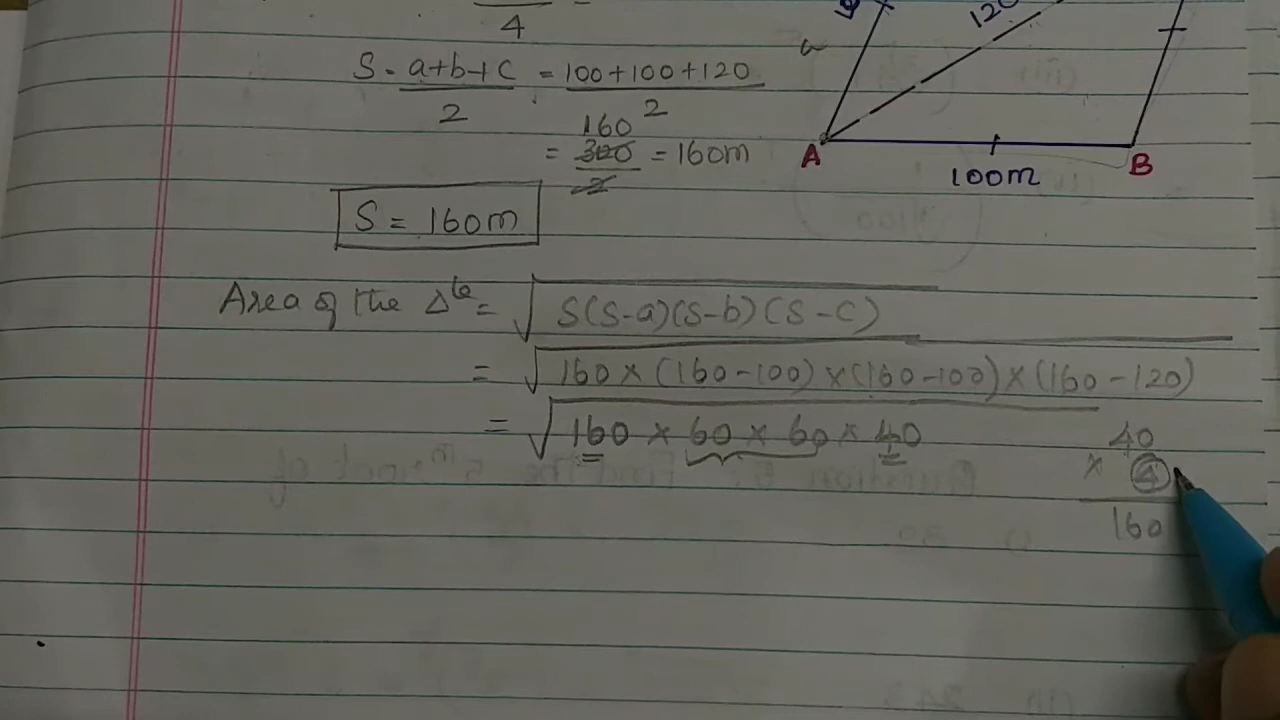 4 =
120
a
S = a+b+c = 100+100+120
2 2
160
= 320 = 160m
2
A
B
100m
S = 160m
Area of the Δle = √ S(S-a)(S-b)(S-c)
= √ 160 × (160-100) × (160-100) × (160-120)
= √ 160 × 60 × 60 × 40
40
× 4
160